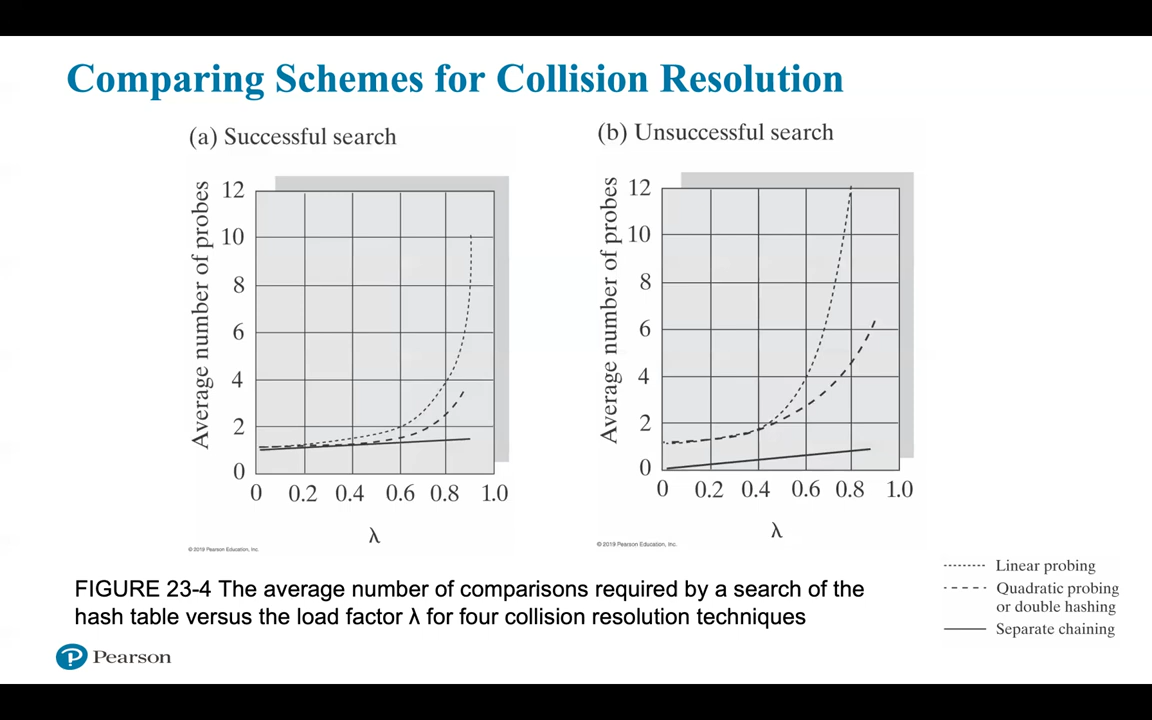 Comparing Schemes for Collision Resolution
(a) Successful search
Average number of probes
12
10
8
6
4
2
0
0 0.2 0.4 0.6 0.8 1.0
λ
© 2019 Pearson Education, Inc.
(b) Unsuccessful search
Average number of probes
12
10
8
6
4
2
0
0 0.2 0.4 0.6 0.8 1.0
λ
© 2019 Pearson Education, Inc.
Linear probing
Quadratic probing
or double hashing
Separate chaining
FIGURE 23-4 The average number of comparisons required by a search of the
hash table versus the load factor λ for four collision resolution techniques
P Pearson